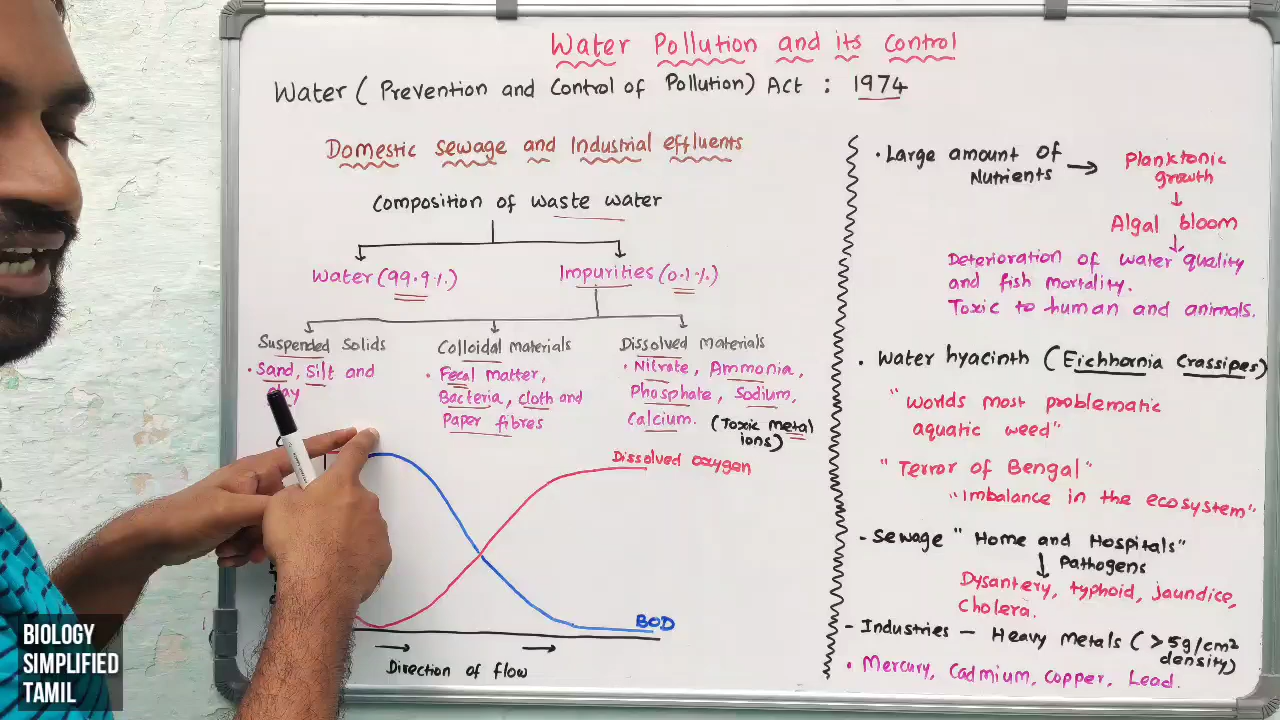 Water Pollution and its Control
Water ( Prevention and Control of Pollution) Act : 1974
Domestic sewage and Industrial effluents
Composition of waste water
Water (99.9%)
Impurities (0.1%)
Suspended Solids
• Sand, Silt and
clay
Colloidal Materials
• Fecal matter,
Bacteria, cloth and
Paper fibres
Dissolved Materials
• Nitrate, Ammonia,
Phosphate, Sodium,
Calcium. (Toxic metal
ions)
Dissolved oxygen
BOD
Direction of flow
• Large amount of
Nutrients
Planktonic
growth
Algal bloom
Deterioration of water quality
and fish mortality.
Toxic to human and animals.
• Water hyacinth (Eichhornia crassipes)
"Worlds most problematic
aquatic weed"
"Terror of Bengal"
"Imbalance in the ecosystem"
- Sewage "Home and Hospitals"
Pathogens
Dysantery, typhoid, jaundice,
Cholera.
- Industries - Heavy metals ( > 5g/cm2
density)
• Mercury, Cadmium, copper, Lead.
BIOLOGY
SIMPLIFIED
TAMIL